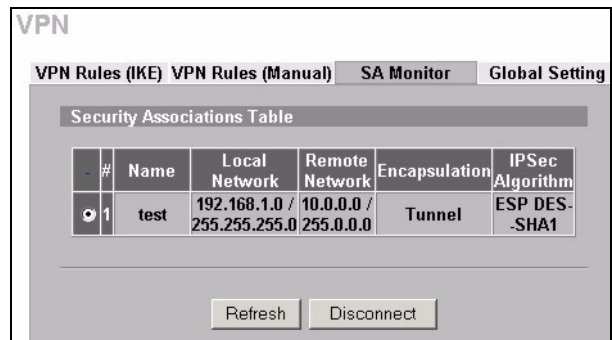 VPN
VPN Rules (IKE) VPN Rules (Manual) SA Monitor Global Setting
Security Associations Table
- # Name Local Network Remote Network Encapsulation IPSec Algorithm
1 test 192.168.1.0 / 255.255.255.0 10.0.0.0 / 255.0.0.0 Tunnel ESP DES--SHA1
Refresh Disconnect